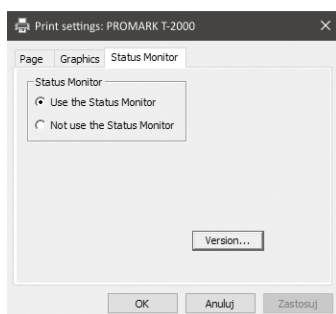 Print settings: PROMARK T-2000
Page Graphics Status Monitor
Status Monitor
Use the Status Monitor
Not use the Status Monitor
Version...
OK Anuluj Zastosuj